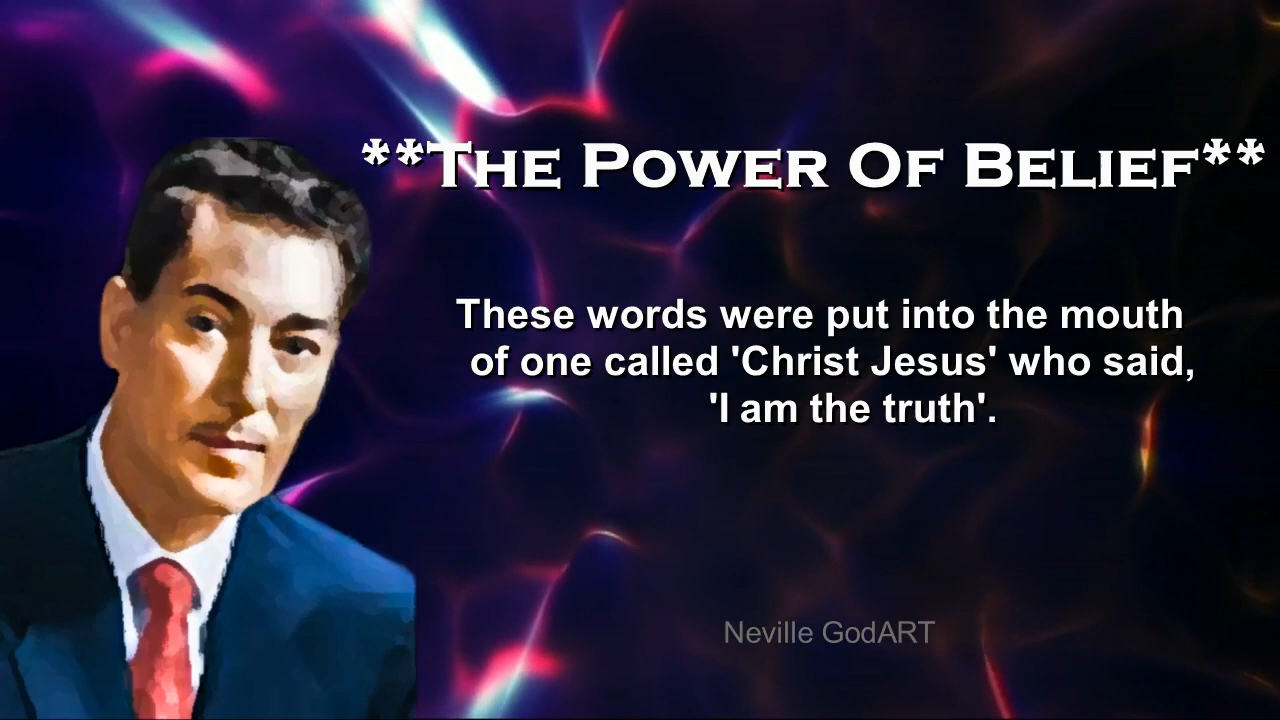 **The Power Of Belief**
These words were put into the mouth
of one called 'Christ Jesus' who said,
'I am the truth'.
Neville GodART